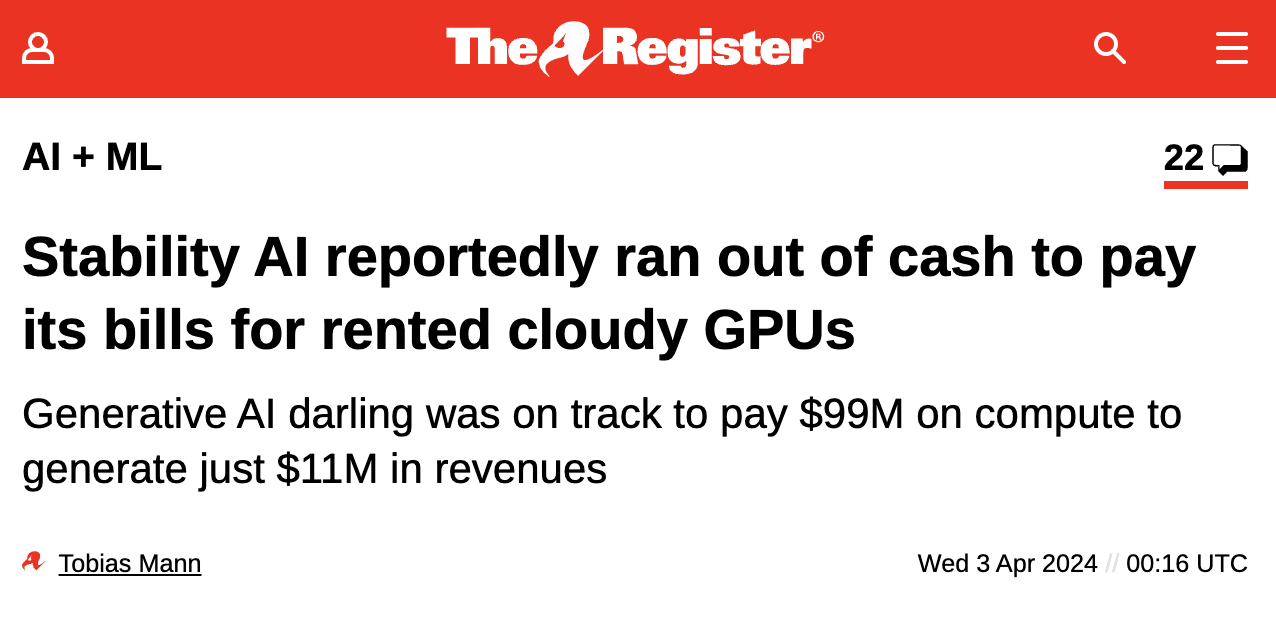 The Register®
AI + ML
22
Stability AI reportedly ran out of cash to pay
its bills for rented cloudy GPUs
Generative AI darling was on track to pay $99M on compute to
generate just $11M in revenues
Tobias Mann
Wed 3 Apr 2024 // 00:16 UTC